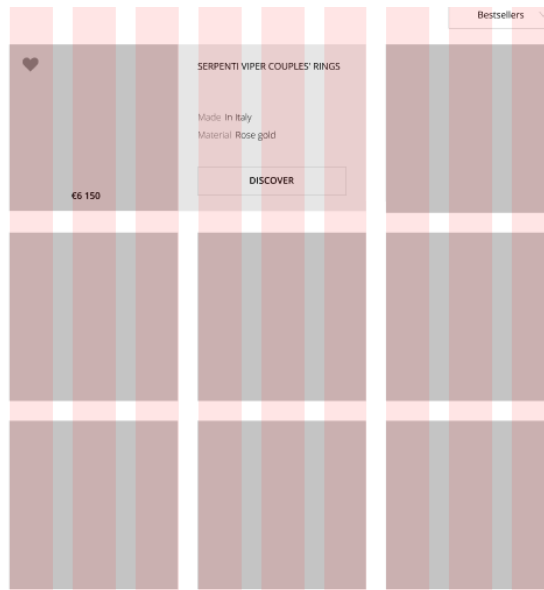 Bestsellers
SERPENTI VIPER COUPLES' RINGS
Made In Italy
Material Rose gold
DISCOVER
€6 150